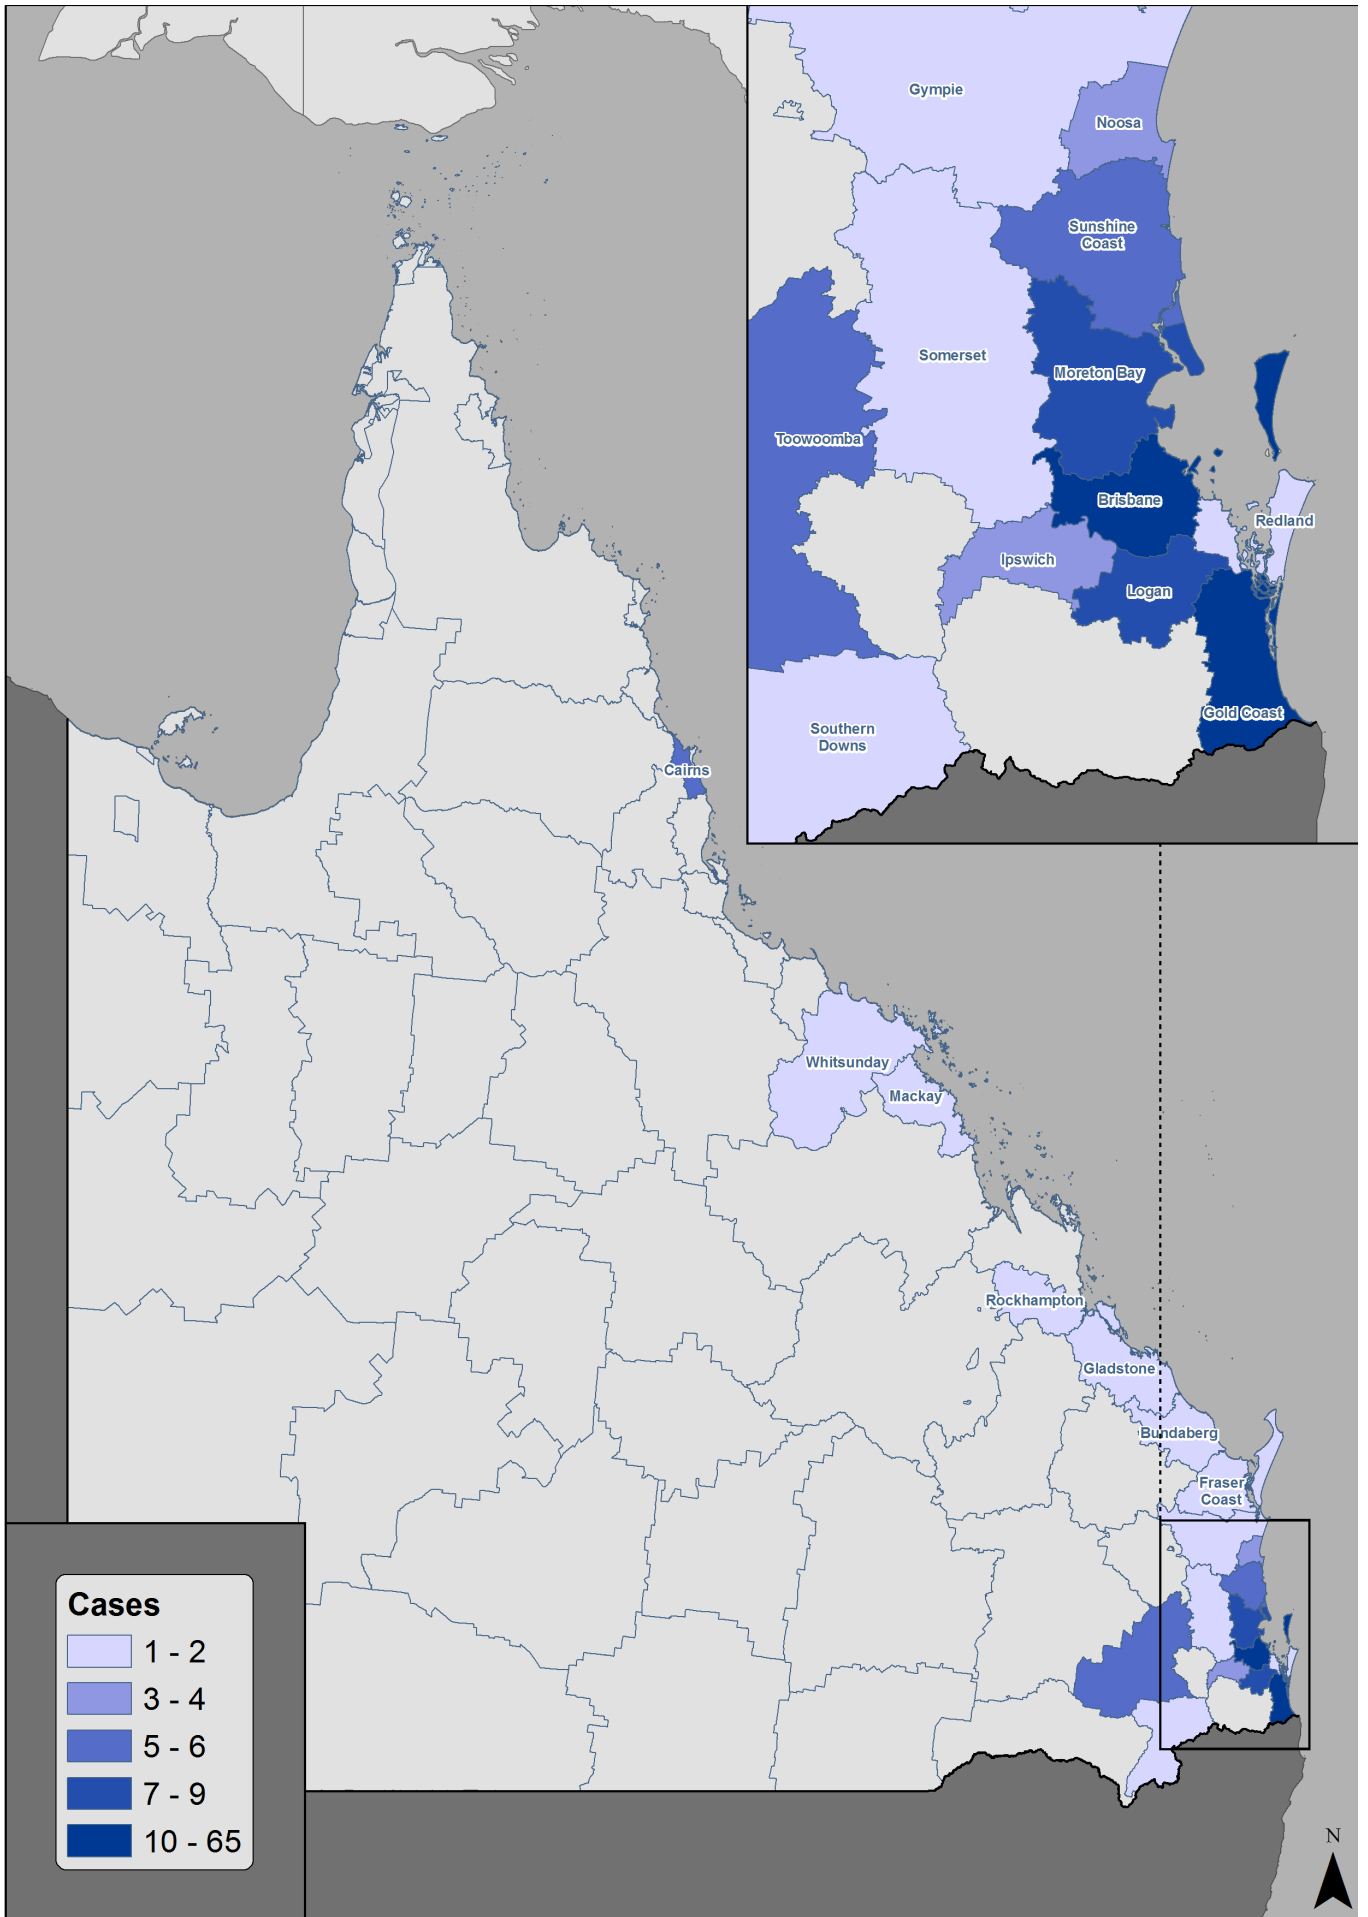 Gympie
Noosa
Sunshine
Coast
Somerset
Moreton Bay
Toowoomba
Brisbane
Redland
Ipswich
Logan
Gold Coast
Southern
Downs
Cairns
Whitsunday
Mackay
Rockhampton
Gladstone
Bundaberg
Fraser
Coast
Cases
1 - 2
3 - 4
5 - 6
7 - 9
10 - 65
N